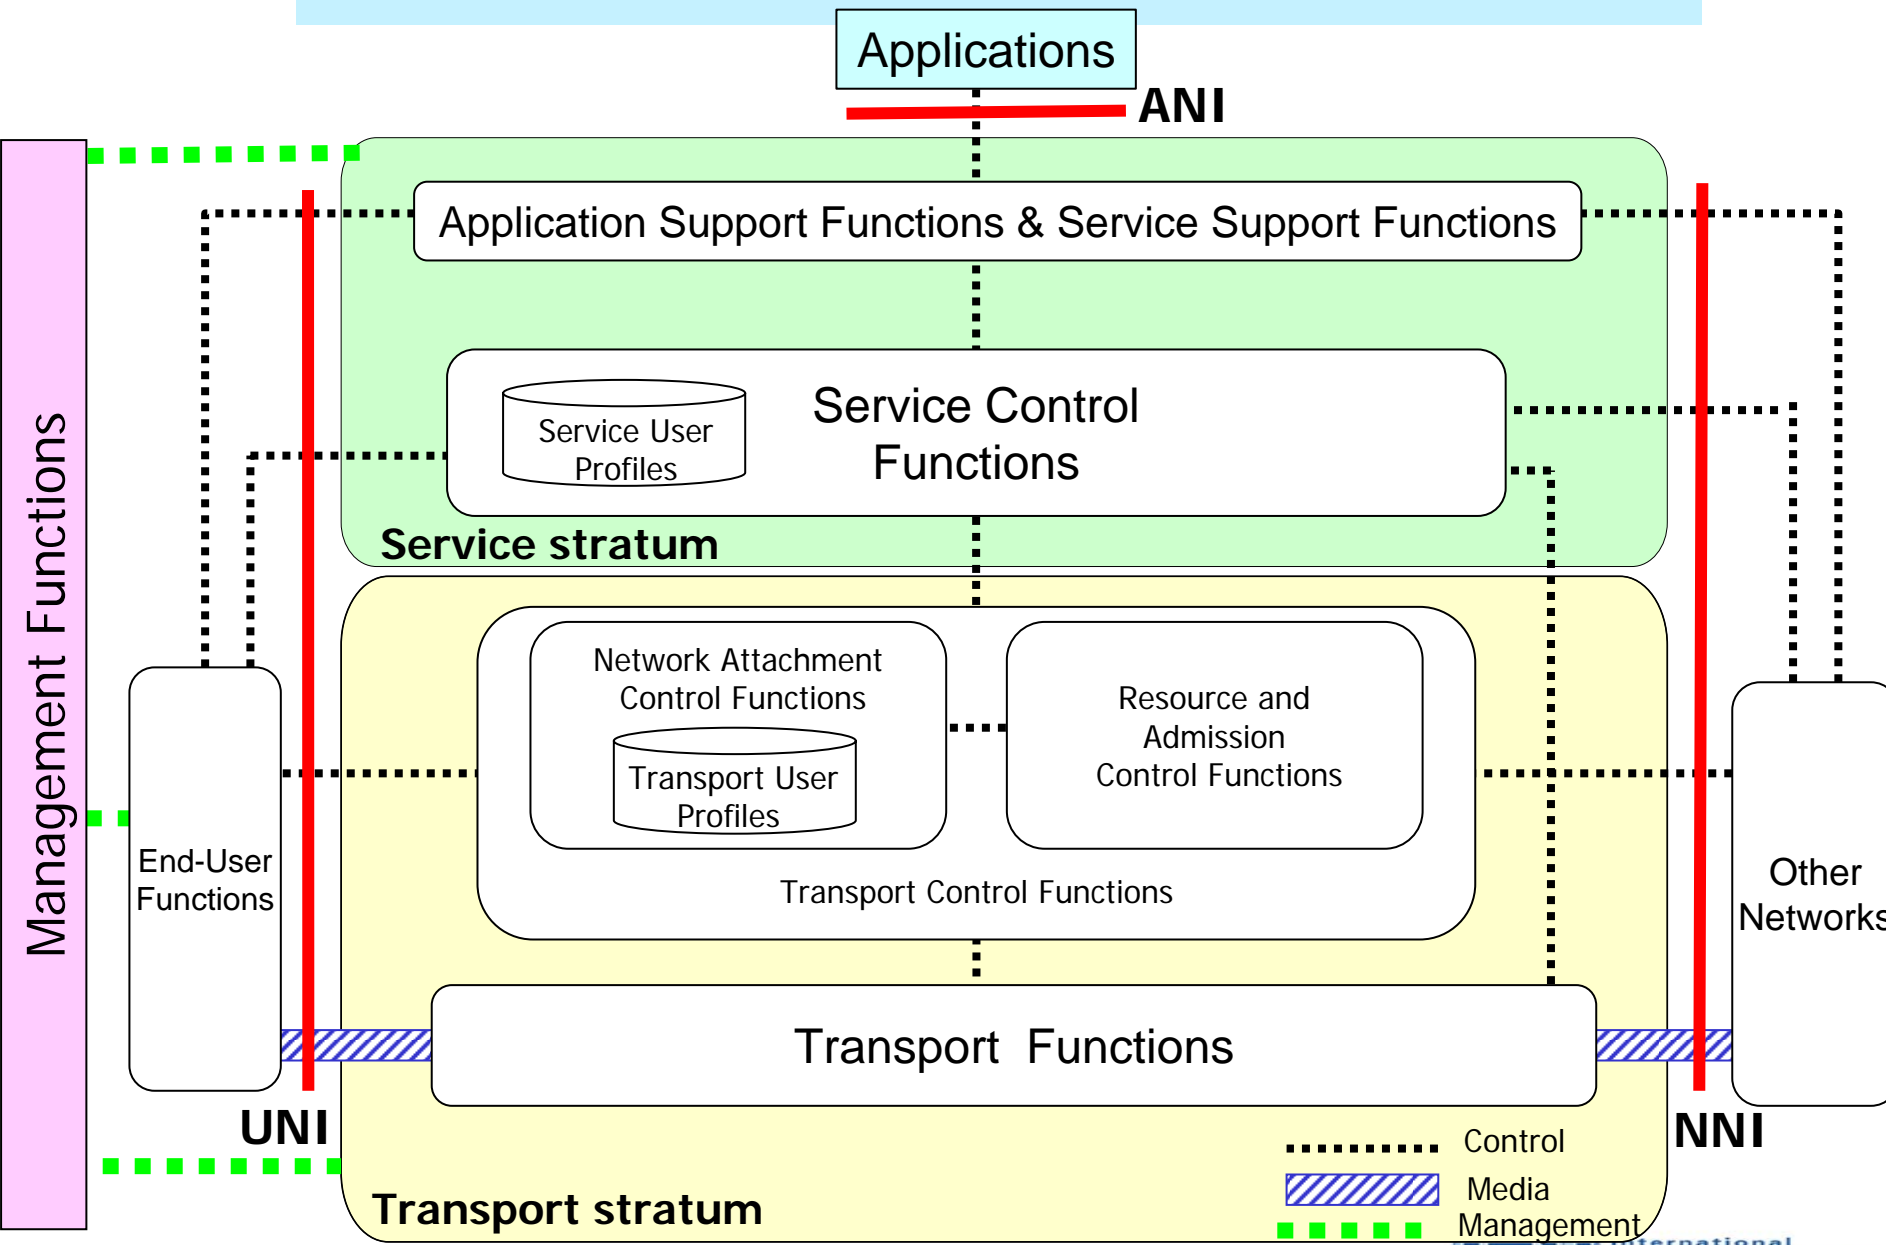 Applications
ANI
Application Support Functions & Service Support Functions
Service Control
Functions
Service User
Profiles
Service stratum
Management Functions
Network Attachment
Control Functions
Transport User
Profiles
Resource and
Admission
Control Functions
Transport Control Functions
End-User
Functions
Other
Networks
Transport  Functions
UNI
NNI
Control
Media
Management
Transport stratum